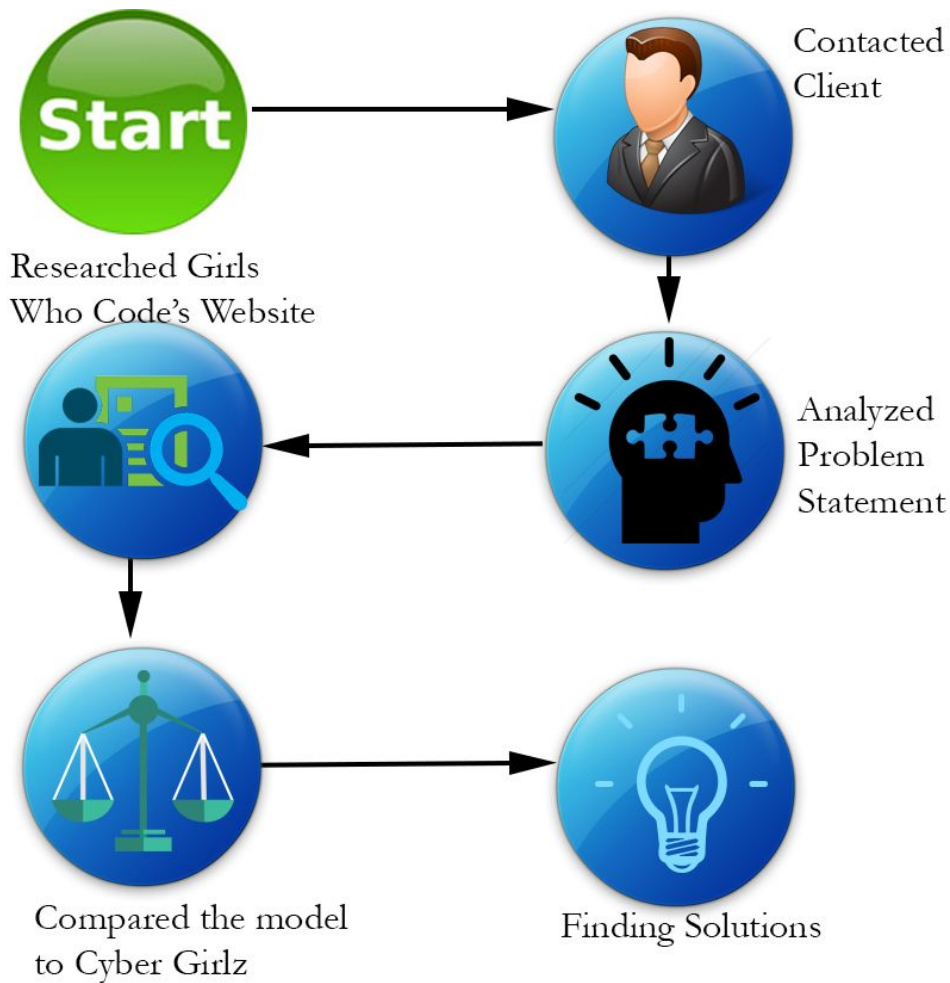 Start
Contacted
Client
Researched Girls
Who Code's Website
Analyzed
Problem
Statement
Compared the model
to Cyber Girlz
Finding Solutions